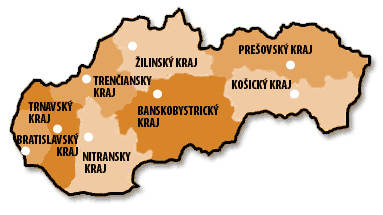 ŽILINSKÝ KRAJ
PREŠOVSKÝ KRAJ
TRENČIANSKY
KRAJ
KOŠICKÝ KRAJ
TRNAVSKÝ
KRAJ
BANSKOBYSTRICKÝ
KRAJ
BRATISLAVSKÝ
KRAJ
NITRANSKY
KRAJ